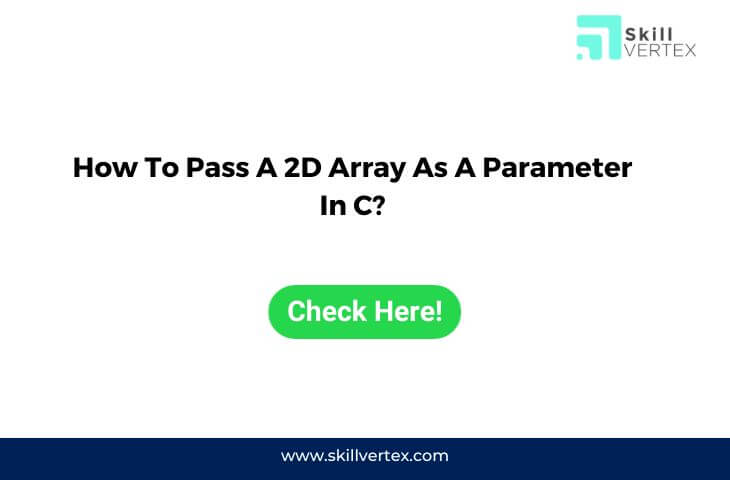 Skill
VERTEX
How To Pass A 2D Array As A Parameter
In C?
Check Here!
www.skillvertex.com